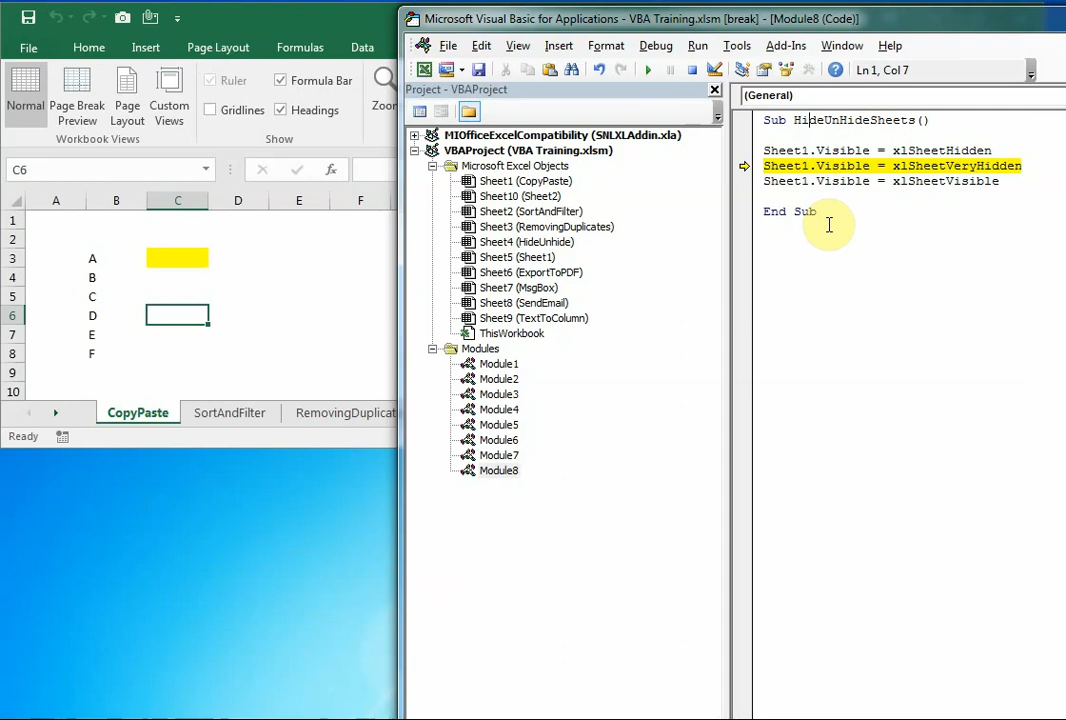 File Home Insert Page Layout Formulas Data
Normal Page Break Preview Page Layout Custom Views
Ruler Formula Bar
Gridlines Headings
Workbook Views Show
C6 fx
A B C D E F
1
2
3 A
4 B
5 C
6 D
7 E
8 F
9
10
CopyPaste SortAndFilter
Ready
Microsoft Visual Basic for Applications - VBA Training.xlsm [break] - [Module8 (Code)]
File Edit View Insert Format Debug Run Tools Add-Ins Window Help
Ln 1, Col 7
Project - VBAProject
MIOfficeExcelCompatibility (SNLXLAddin.xla)
VBAProject (VBA Training.xlsm)
Microsoft Excel Objects
Sheet1 (CopyPaste)
Sheet10 (Sheet2)
Sheet2 (SortAndFilter)
Sheet3 (RemovingDuplicates)
Sheet4 (HideUnhide)
Sheet5 (Sheet1)
Sheet6 (ExportToPDF)
Sheet7 (MsgBox)
Sheet8 (SendEmail)
Sheet9 (TextToColumn)
ThisWorkbook
Modules
Module1
Module2
Module3
Module4
Module5
Module6
Module7
Module8
(General)
Sub HideUnHideSheets()
Sheet1.Visible = xlSheetHidden
Sheet1.Visible = xlSheetVeryHidden
Sheet1.Visible = xlSheetVisible
End Sub